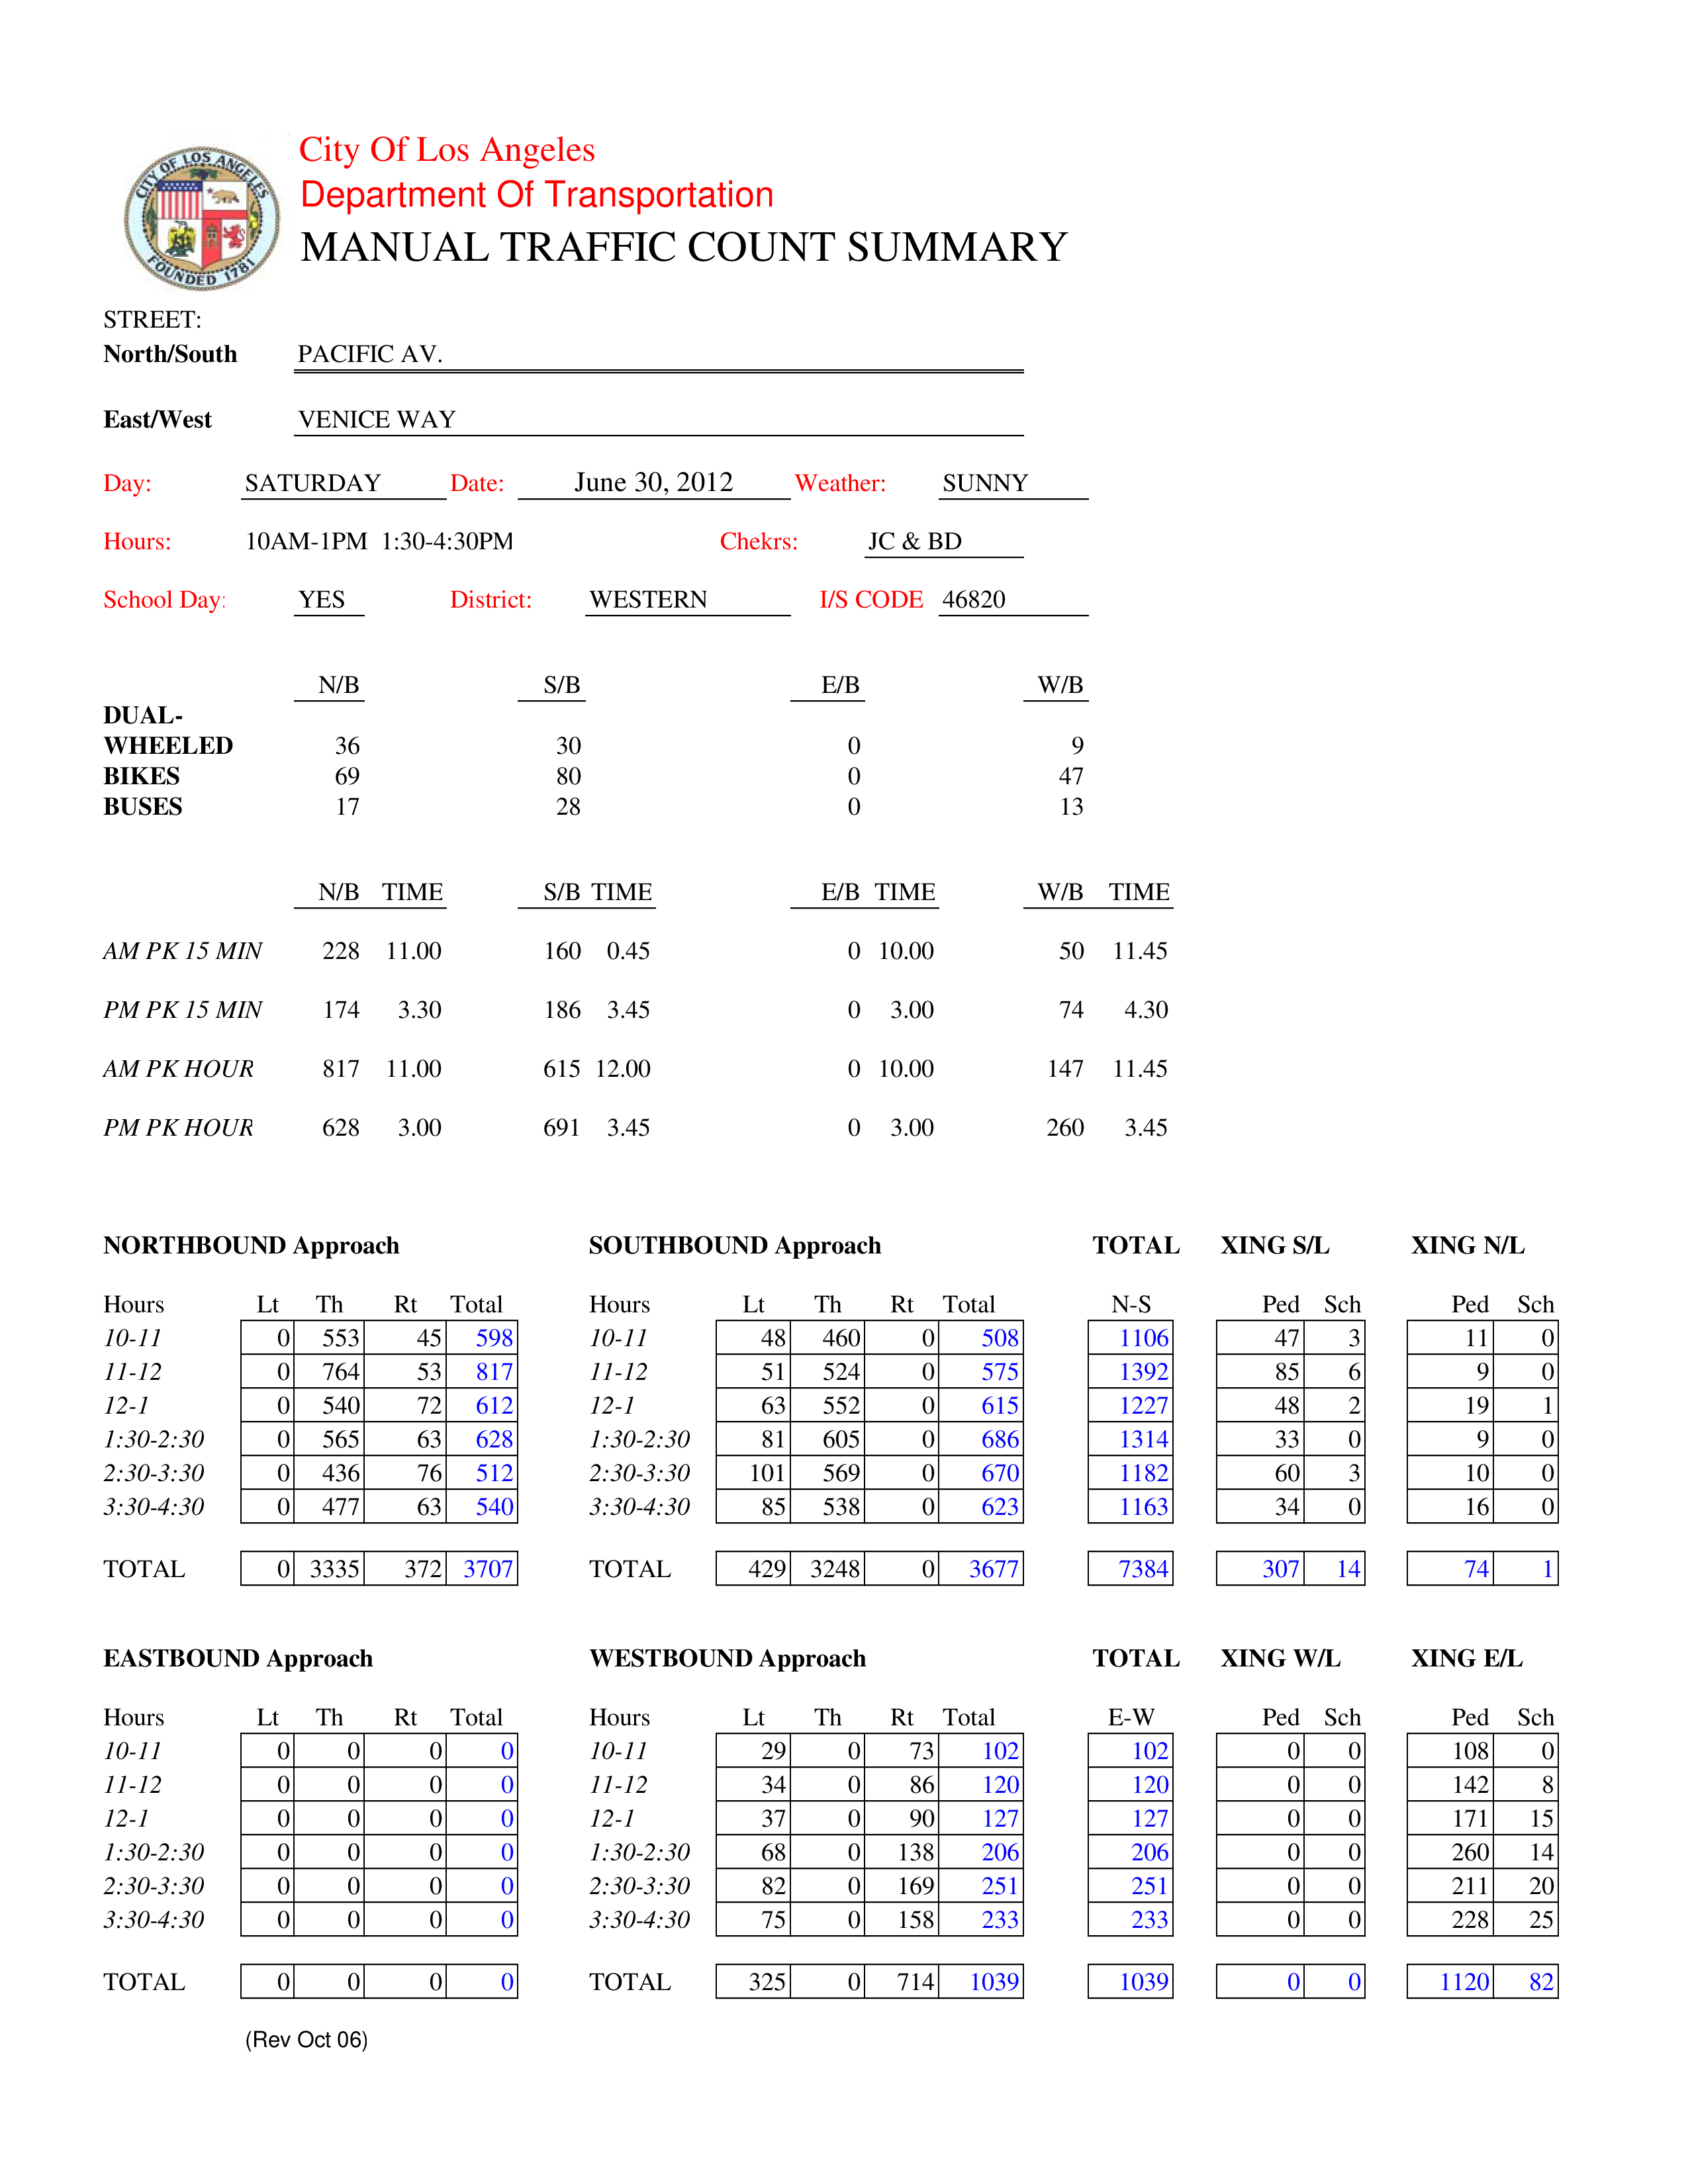 CITY OF LOS ANGELES
FOUNDED 1781
City Of Los Angeles
Department Of Transportation
MANUAL TRAFFIC COUNT SUMMARY
STREET:
North/South PACIFIC AV.
East/West VENICE WAY
Day: SATURDAY Date: June 30, 2012 Weather: SUNNY
Hours: 10AM-1PM 1:30-4:30PM Chekrs: JC & BD
School Day: YES District: WESTERN I/S CODE 46820
N/B S/B E/B W/B
DUAL-
WHEELED 36 30 0 9
BIKES 69 80 0 47
BUSES 17 28 0 13
N/B TIME S/B TIME E/B TIME W/B TIME
AM PK 15 MIN 228 11.00 160 0.45 0 10.00 50 11.45
PM PK 15 MIN 174 3.30 186 3.45 0 3.00 74 4.30
AM PK HOUR 817 11.00 615 12.00 0 10.00 147 11.45
PM PK HOUR 628 3.00 691 3.45 0 3.00 260 3.45
NORTHBOUND Approach SOUTHBOUND Approach TOTAL XING S/L XING N/L
Hours Lt Th Rt Total Hours Lt Th Rt Total N-S Ped Sch Ped Sch
10-11 0 553 45 598 10-11 48 460 0 508 1106 47 3 11 0
11-12 0 764 53 817 11-12 51 524 0 575 1392 85 6 9 0
12-1 0 540 72 612 12-1 63 552 0 615 1227 48 2 19 1
1:30-2:30 0 565 63 628 1:30-2:30 81 605 0 686 1314 33 0 9 0
2:30-3:30 0 436 76 512 2:30-3:30 101 569 0 670 1182 60 3 10 0
3:30-4:30 0 477 63 540 3:30-4:30 85 538 0 623 1163 34 0 16 0
TOTAL 0 3335 372 3707 TOTAL 429 3248 0 3677 7384 307 14 74 1
EASTBOUND Approach WESTBOUND Approach TOTAL XING W/L XING E/L
Hours Lt Th Rt Total Hours Lt Th Rt Total E-W Ped Sch Ped Sch
10-11 0 0 0 0 10-11 29 0 73 102 102 0 0 108 0
11-12 0 0 0 0 11-12 34 0 86 120 120 0 0 142 8
12-1 0 0 0 0 12-1 37 0 90 127 127 0 0 171 15
1:30-2:30 0 0 0 0 1:30-2:30 68 0 138 206 206 0 0 260 14
2:30-3:30 0 0 0 0 2:30-3:30 82 0 169 251 251 0 0 211 20
3:30-4:30 0 0 0 0 3:30-4:30 75 0 158 233 233 0 0 228 25
TOTAL 0 0 0 0 TOTAL 325 0 714 1039 1039 0 0 1120 82
(Rev Oct 06)